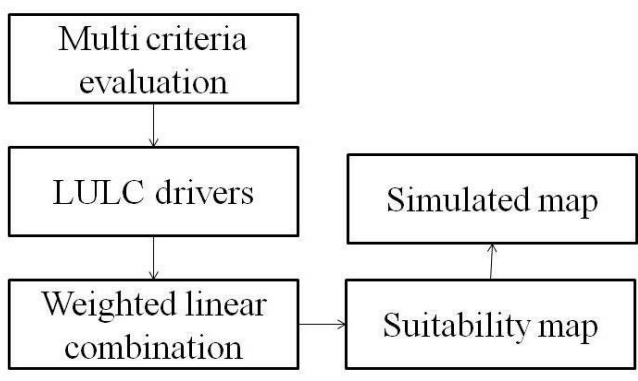 Multi criteria
evaluation
LULC drivers
Weighted linear
combination
Suitability map
Simulated map